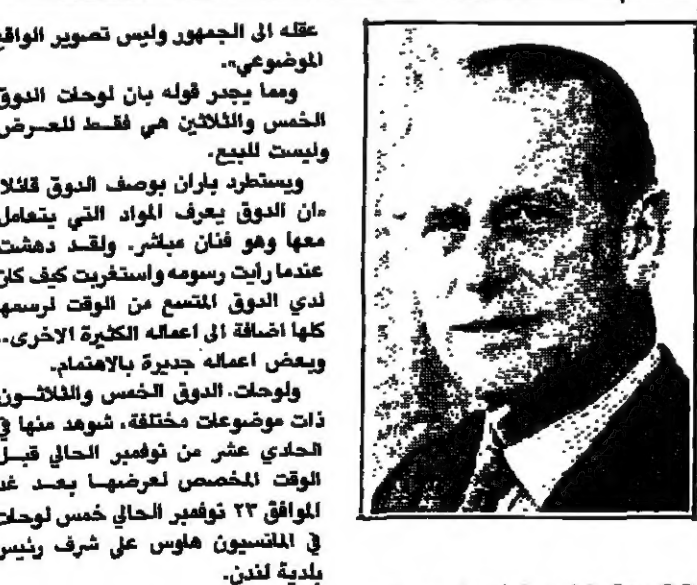 عقله الى الجمهور وليس تصوير الواقع
الموضوعي».
ومما يجدر قوله بان لوحات الدوق
الخمس والثلاثين هي فقط للعرض
وليست للبيع.
ويستطرد باران بوصف الدوق قائلا
«ان الدوق يعرف المواد التي يتعامل
معها وهو فنان مباشر. ولقد دهشت
عندما رأيت رسومه واستغربت كيف كان
لدي الدوق المتسع من الوقت لرسمها
كلها اضافة الى اعماله الكثيرة الاخرى..
وبعض اعماله جديرة بالاهتمام.
ولوحات. الدوق الخمس والثلاثون
ذات موضوعات مختلفة، شوهد منها في
الحادي عشر من نوفمبر الحالي قبل
الوقت المخصص لعرضها بعد غد
الموافق ٢٣ نوفمبر الحالي خمس لوحات
في المانسيون هاوس على شرف رئيس
بلدية لندن.